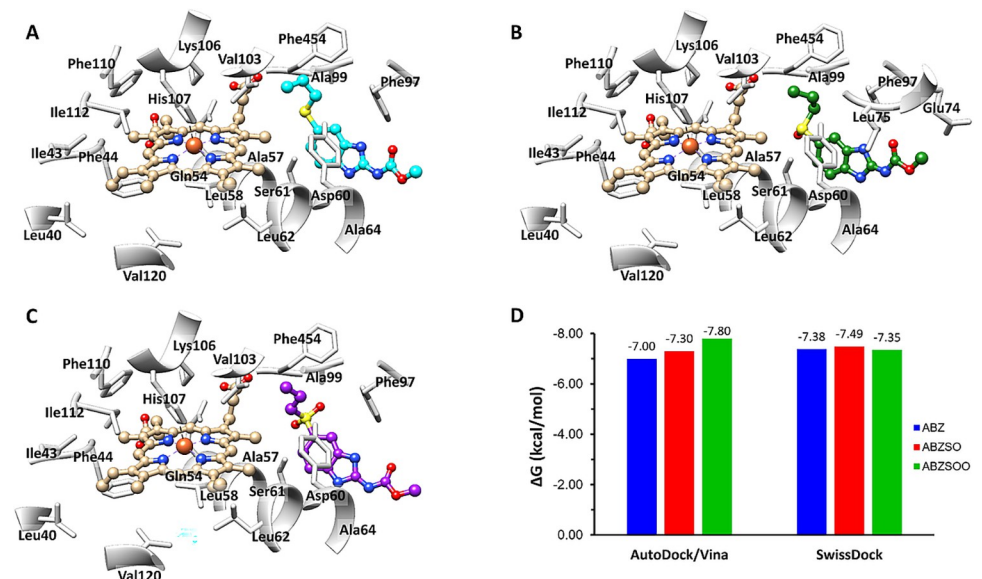 A
Lys106
Phe454
Val103
Phe110
Ala99
Phe97
His107
Ile112
Ile43
Phe44
Ala57
Gln54
Ser61
Asp60
Leu58
Leu40
Leu62
Ala64
Val120
B
Lys106
Phe454
Val103
Phe110
Ala99
Phe97
His107
Glu74
Ile112
Leu75
Ile43
Phe44
Ala57
Gln54
Ser61
Asp60
Leu58
Leu40
Leu62
Ala64
Val120
C
Lys106
Phe454
Val103
Phe110
Ala99
Phe97
His107
Ile112
Ile43
Phe44
Ala57
Gln54
Ser61
Asp60
Leu58
Leu40
Leu62
Ala64
Val120
D
ΔG (kcal/mol)
-8.00
-6.00
-4.00
-2.00
0.00
-7.00
-7.30
-7.80
-7.38
-7.49
-7.35
ABZ
ABZSO
ABZSOO
AutoDock/Vina
SwissDock